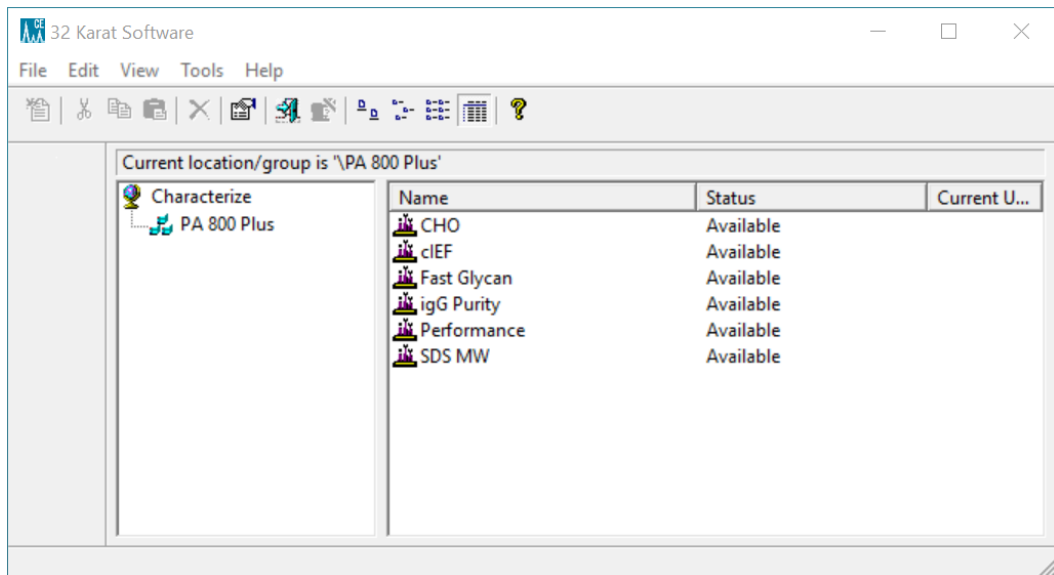 CE
32 Karat Software
File Edit View Tools Help
Current location/group is '\PA 800 Plus'
Characterize
PA 800 Plus
Name Status Current U...
CHO Available
cIEF Available
Fast Glycan Available
igG Purity Available
Performance Available
SDS MW Available